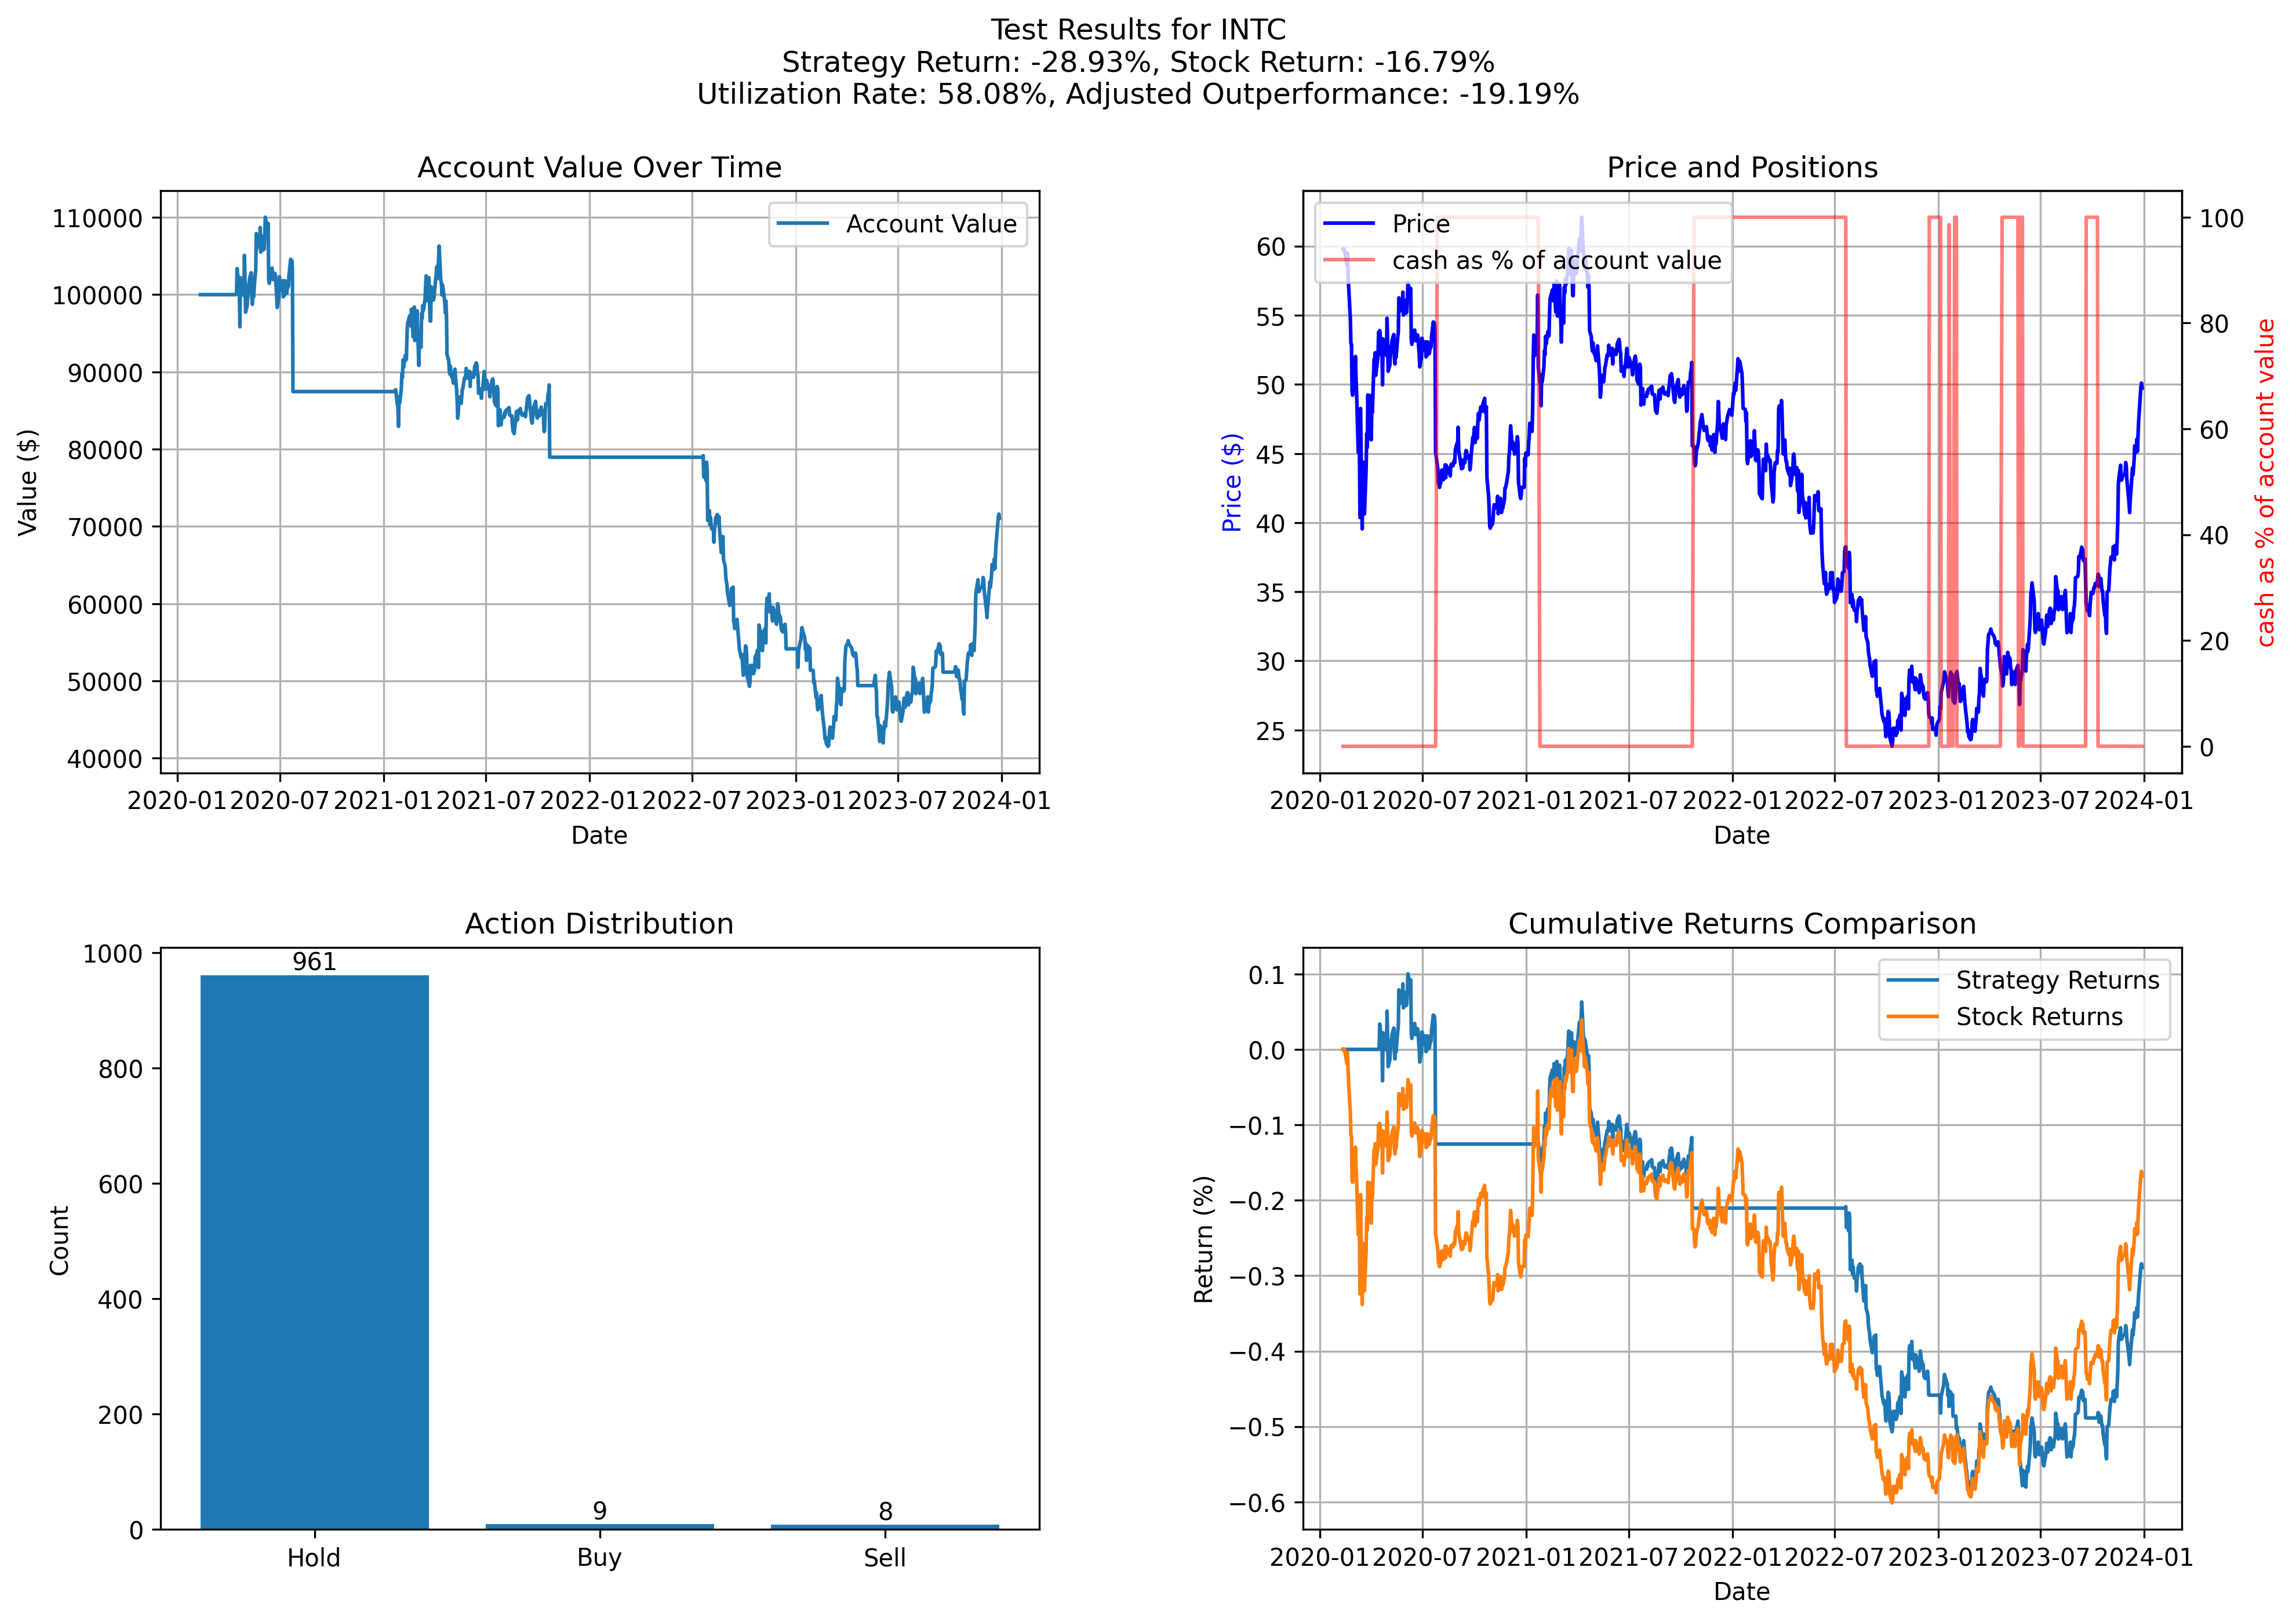 Test Results for INTC
Strategy Return: -28.93%, Stock Return: -16.79%
Utilization Rate: 58.08%, Adjusted Outperformance: -19.19%
Account Value Over Time
Account Value
110000
100000
90000
80000
70000
60000
50000
40000
Value ($)
2020-01 2020-07 2021-01 2021-07 2022-01 2022-07 2023-01 2023-07 2024-01
Date
Price and Positions
Price
cash as % of account value
60
55
50
45
40
35
30
25
Price ($)
100
80
60
40
20
0
cash as % of account value
2020-01 2020-07 2021-01 2021-07 2022-01 2022-07 2023-01 2023-07 2024-01
Date
Action Distribution
1000
800
600
400
200
0
Count
961
9
8
Hold Buy Sell
Cumulative Returns Comparison
Strategy Returns
Stock Returns
0.1
0.0
−0.1
−0.2
−0.3
−0.4
−0.5
−0.6
Return (%)
2020-01 2020-07 2021-01 2021-07 2022-01 2022-07 2023-01 2023-07 2024-01
Date